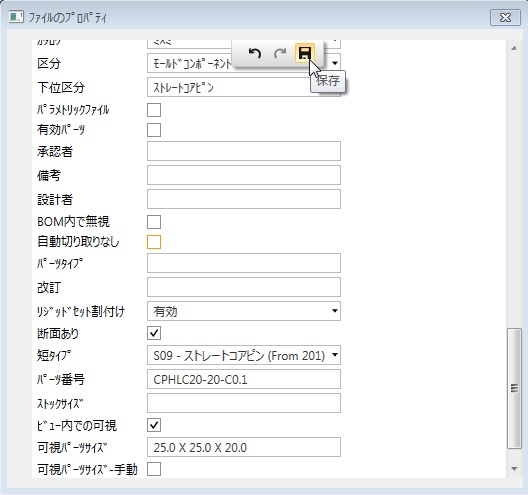 ﾌｧｲﾙのﾌﾟﾛﾊﾟﾃｨ
ｶﾀﾛｸﾞ ﾐｽﾐ
区分 ﾓｰﾙﾄﾞｺﾝﾎﾟｰﾈﾝﾄ
保存
下位区分 ｽﾄﾚｰﾄｺｱﾋﾟﾝ
ﾊﾟﾗﾒﾄﾘｯｸﾌｧｲﾙ
有効ﾊﾟｰﾂ
承認者
備考
設計者
BOM内で無視
自動切り取りなし
ﾊﾟｰﾂﾀｲﾌﾟ
改訂
ﾘｼﾞｯﾄﾞｾｯﾄ割付け 有効
断面あり
短ﾀｲﾌﾟ S09 - ストレートコアピン (From 201)
ﾊﾟｰﾂ番号 CPHLC20-20-C0.1
ｽﾄｯｸｻｲｽﾞ
ﾋﾞｭｰ内での可視
可視ﾊﾟｰﾂｻｲｽﾞ 25.0 X 25.0 X 20.0
可視ﾊﾟｰﾂｻｲｽﾞ-手動